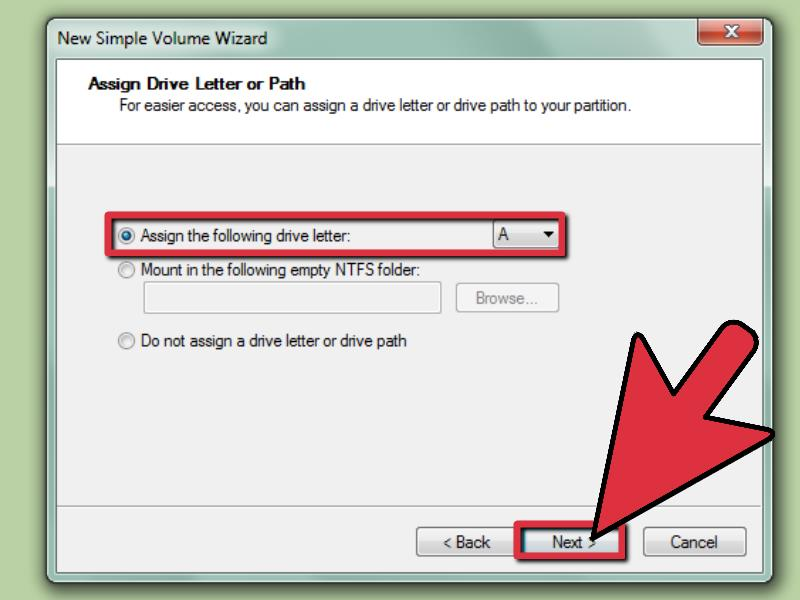 New Simple Volume Wizard
Assign Drive Letter or Path
For easier access, you can assign a drive letter or drive path to your partition.
Assign the following drive letter: A
Mount in the following empty NTFS folder:
Browse...
Do not assign a drive letter or drive path
< Back Next > Cancel